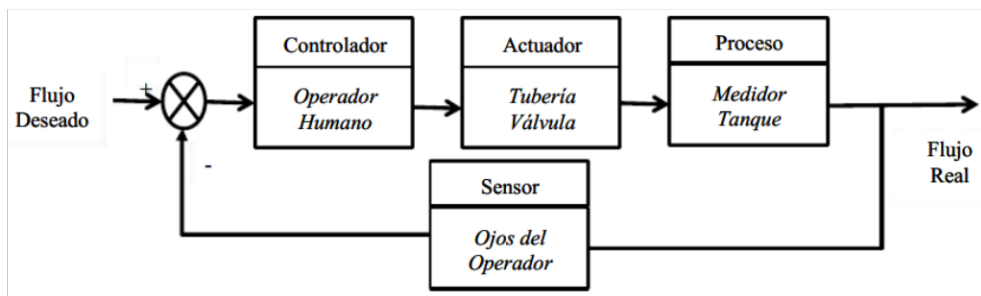 Controlador
Actuador
Proceso
Flujo
Deseado
+
Operador
Humano
Tubería
Válvula
Medidor
Tanque
-
Flujo
Real
Sensor
Ojos del
Operador